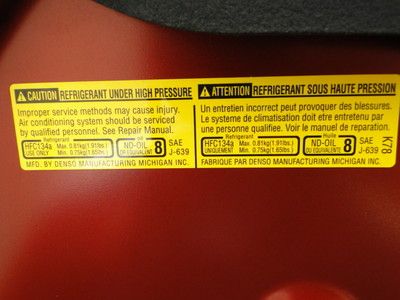 CAUTION REFRIGERANT UNDER HIGH PRESSURE
Improper service methods may cause injury.
Air conditioning system should be serviced
by qualified personnel. See Repair Manual.
Refrigerant oil
HFC134a Max. 0.81kg(1.91lbs) ND-OIL 8 SAE
USE ONLY Min. 0.75kg(1.65lbs.) OR EQUIVALENT J-639
MFD. BY DENSO MANUFACTURING MICHIGAN INC.
ATTENTION REFRIGERANT SOUS HAUTE PRESSION
Un entretien incorrect peut provoquer des blessures.
Le systeme de climatisation doit être entretenu par
une personne qualifiée. Voir le manuel de reparation.
Refrigerant Huile
HFC134a Max. 0.81kg(1.91lbs.) ND-OIL 8 SAE
UNIQUEMENT Min. 0.75kg(1.65lbs.) OU EQUIVALENT J-639
FABRIQUE PAR DENSO MANUFACTURING MICHIGAN INC.
K78